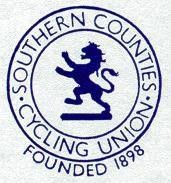 SOUTHERN COUNTIES
CYCLING UNION
FOUNDED 1898